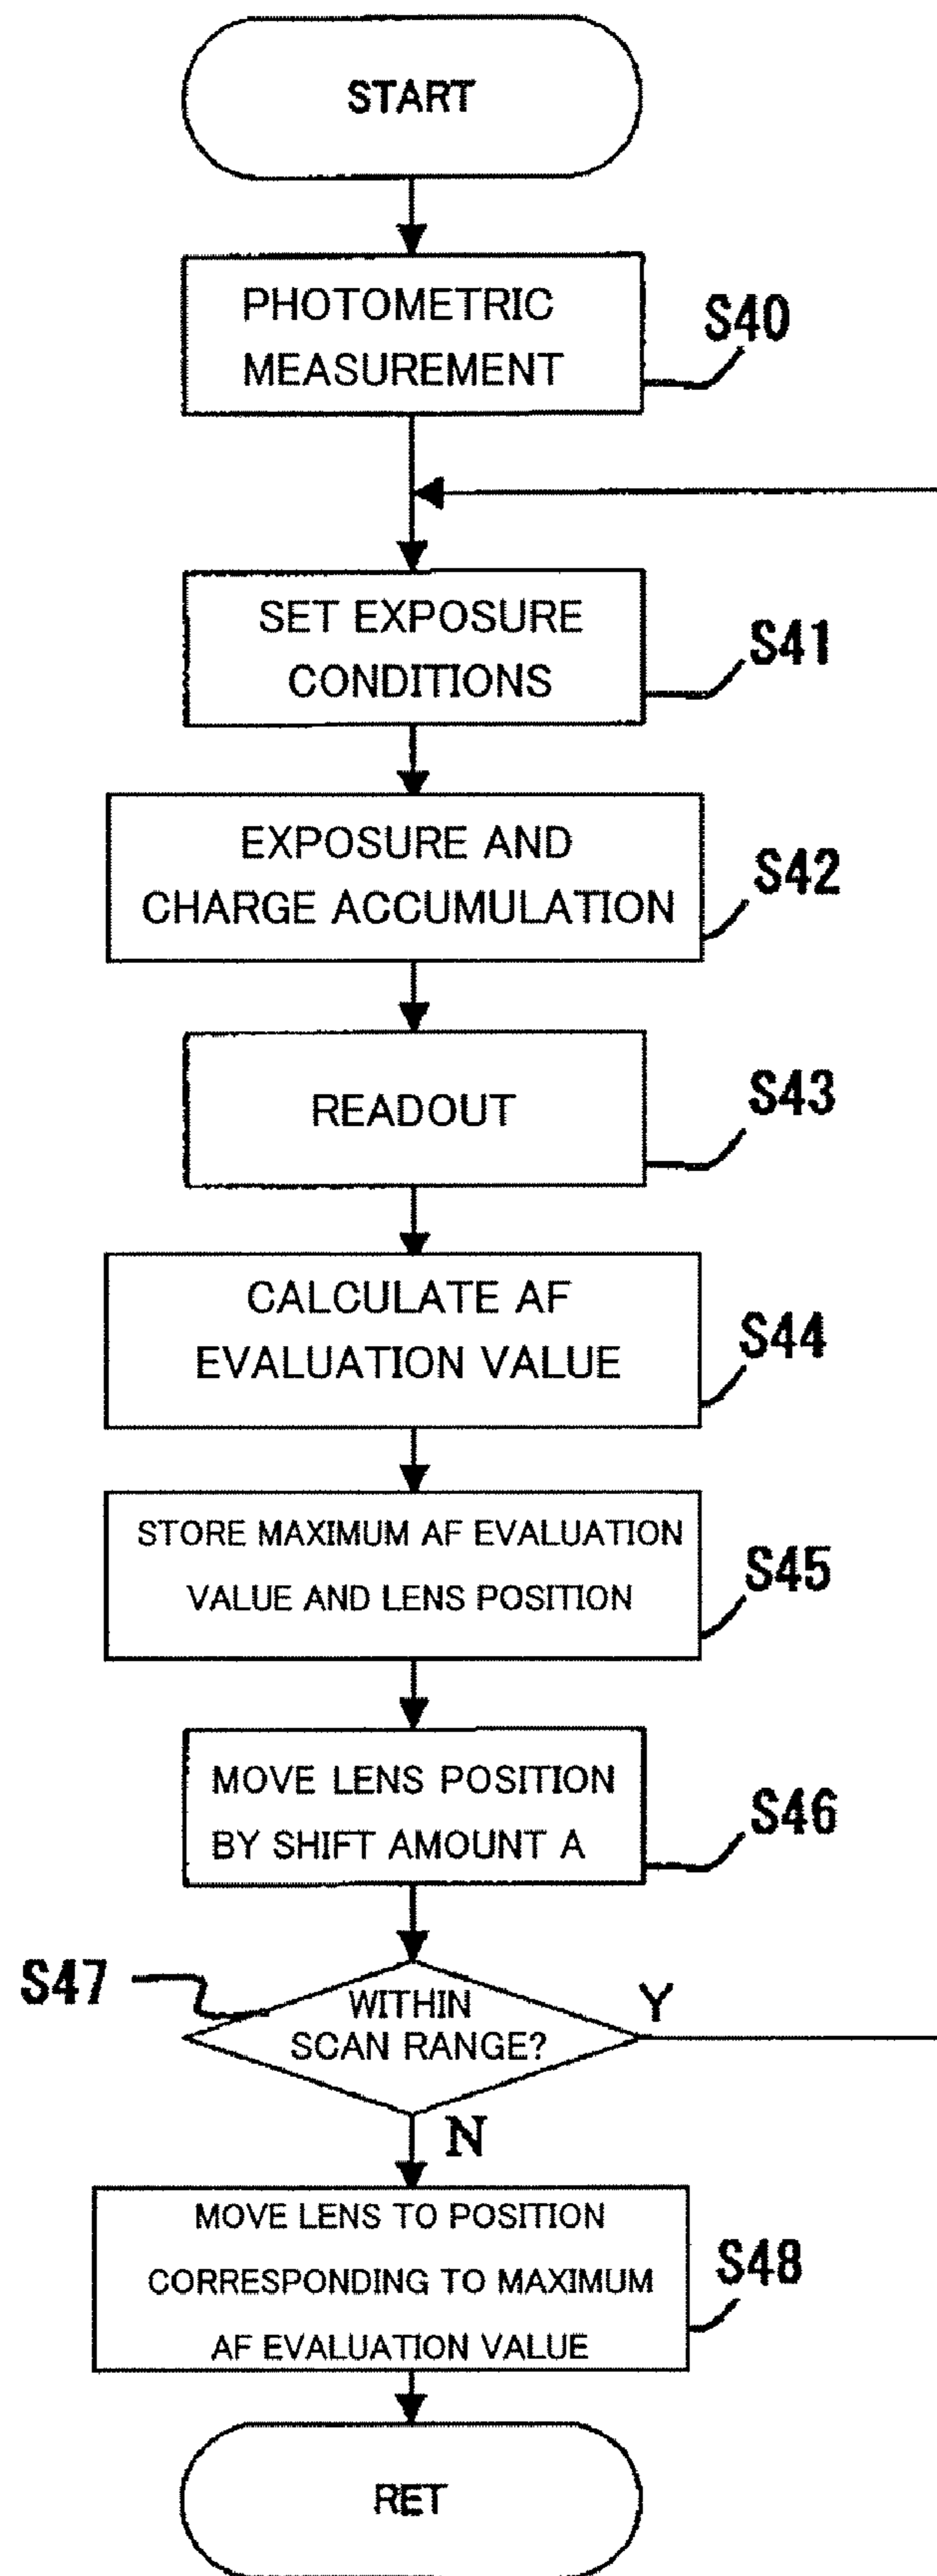 START
PHOTOMETRIC
MEASUREMENT
S40
SET EXPOSURE
CONDITIONS
S41
EXPOSURE AND
CHARGE ACCUMULATION
S42
READOUT
S43
CALCULATE AF
EVALUATION VALUE
S44
STORE MAXIMUM AF EVALUATION
VALUE AND LENS POSITION
S45
MOVE LENS POSITION
BY SHIFT AMOUNT A
S46
S47
WITHIN
SCAN RANGE?
Y
N
MOVE LENS TO POSITION
CORRESPONDING TO MAXIMUM
AF EVALUATION VALUE
S48
RET